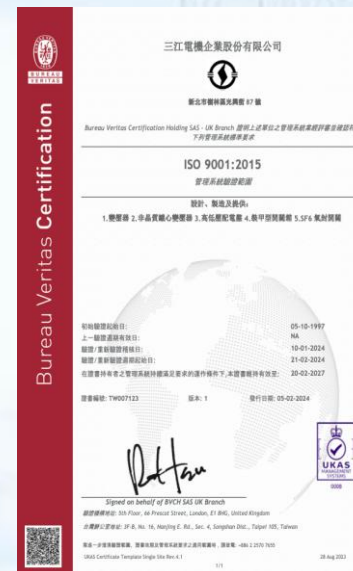 BUREAU
VERITAS
Bureau Veritas Certification
三江電機企業股份有限公司
新北市樹林區光興街 87 號
Bureau Veritas Certification Holding SAS - UK Branch 證明上述單位之管理系統業經評審並確認符
下列管理系統標準要求
ISO 9001:2015
管理系統驗證範圍
設計、製造及提供：
1.變壓器 2.非晶質鐵心變壓器 3.高低壓配電盤 4.裝甲型開關箱 5.SF6 氣封開關
初始驗證起始日: 05-10-1997
上一驗證週期有效日: NA
驗證/重新驗證稽核日: 10-01-2024
驗證/重新驗證週期起始日: 21-02-2024
在證書持有者之管理系統持續滿足要求的運作條件下,本證書維持有效至: 20-02-2027
證書編號: TW007123 版本: 1 發行日期: 05-02-2024
Signed on behalf of BVCH SAS UK Branch
驗證機構地址: 5th Floor, 66 Prescot Street, London, E1 8HG, United Kingdom
台灣辦公室地址: 3F-B, No. 16, Nanjing E. Rd., Sec. 4, Songshan Dist., Taipei 105, Taiwan
UKAS
MANAGEMENT
SYSTEMS
0008
UKAS Certificate Template Single Site Rev.4.1 28 Aug 2023
1/1